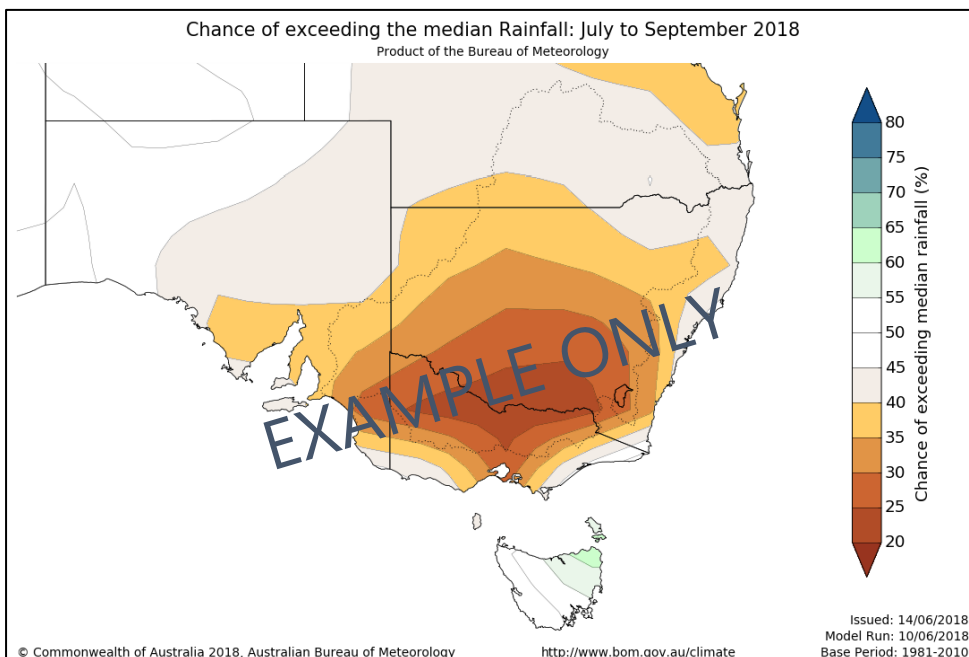 Chance of exceeding the median Rainfall: July to September 2018
Product of the Bureau of Meteorology
EXAMPLE ONLY
80
75
70
65
60
55
50
45
40
35
30
25
20
Chance of exceeding median rainfall (%)
Issued: 14/06/2018
Model Run: 10/06/2018
© Commonwealth of Australia 2018, Australian Bureau of Meteorology http://www.bom.gov.au/climate Base Period: 1981-2010